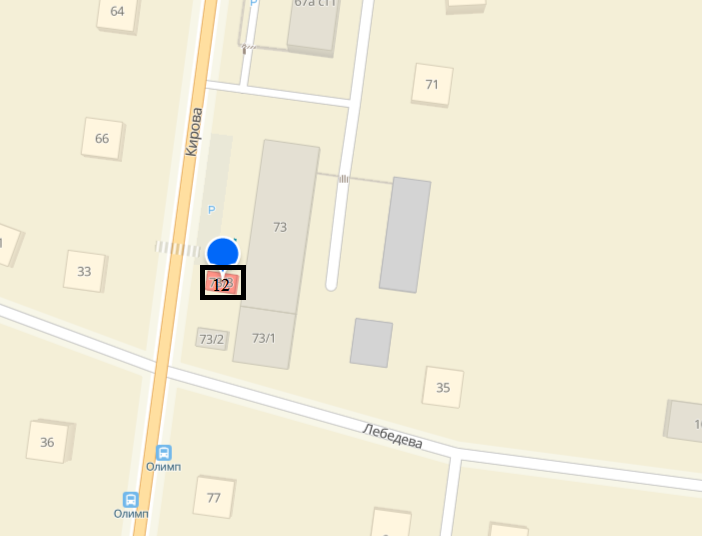 64
P
67а ст1
71
Кирова
66
P
73
33
12
73/2
73/1
35
Лебедева
36
Олимп
77
Олимп